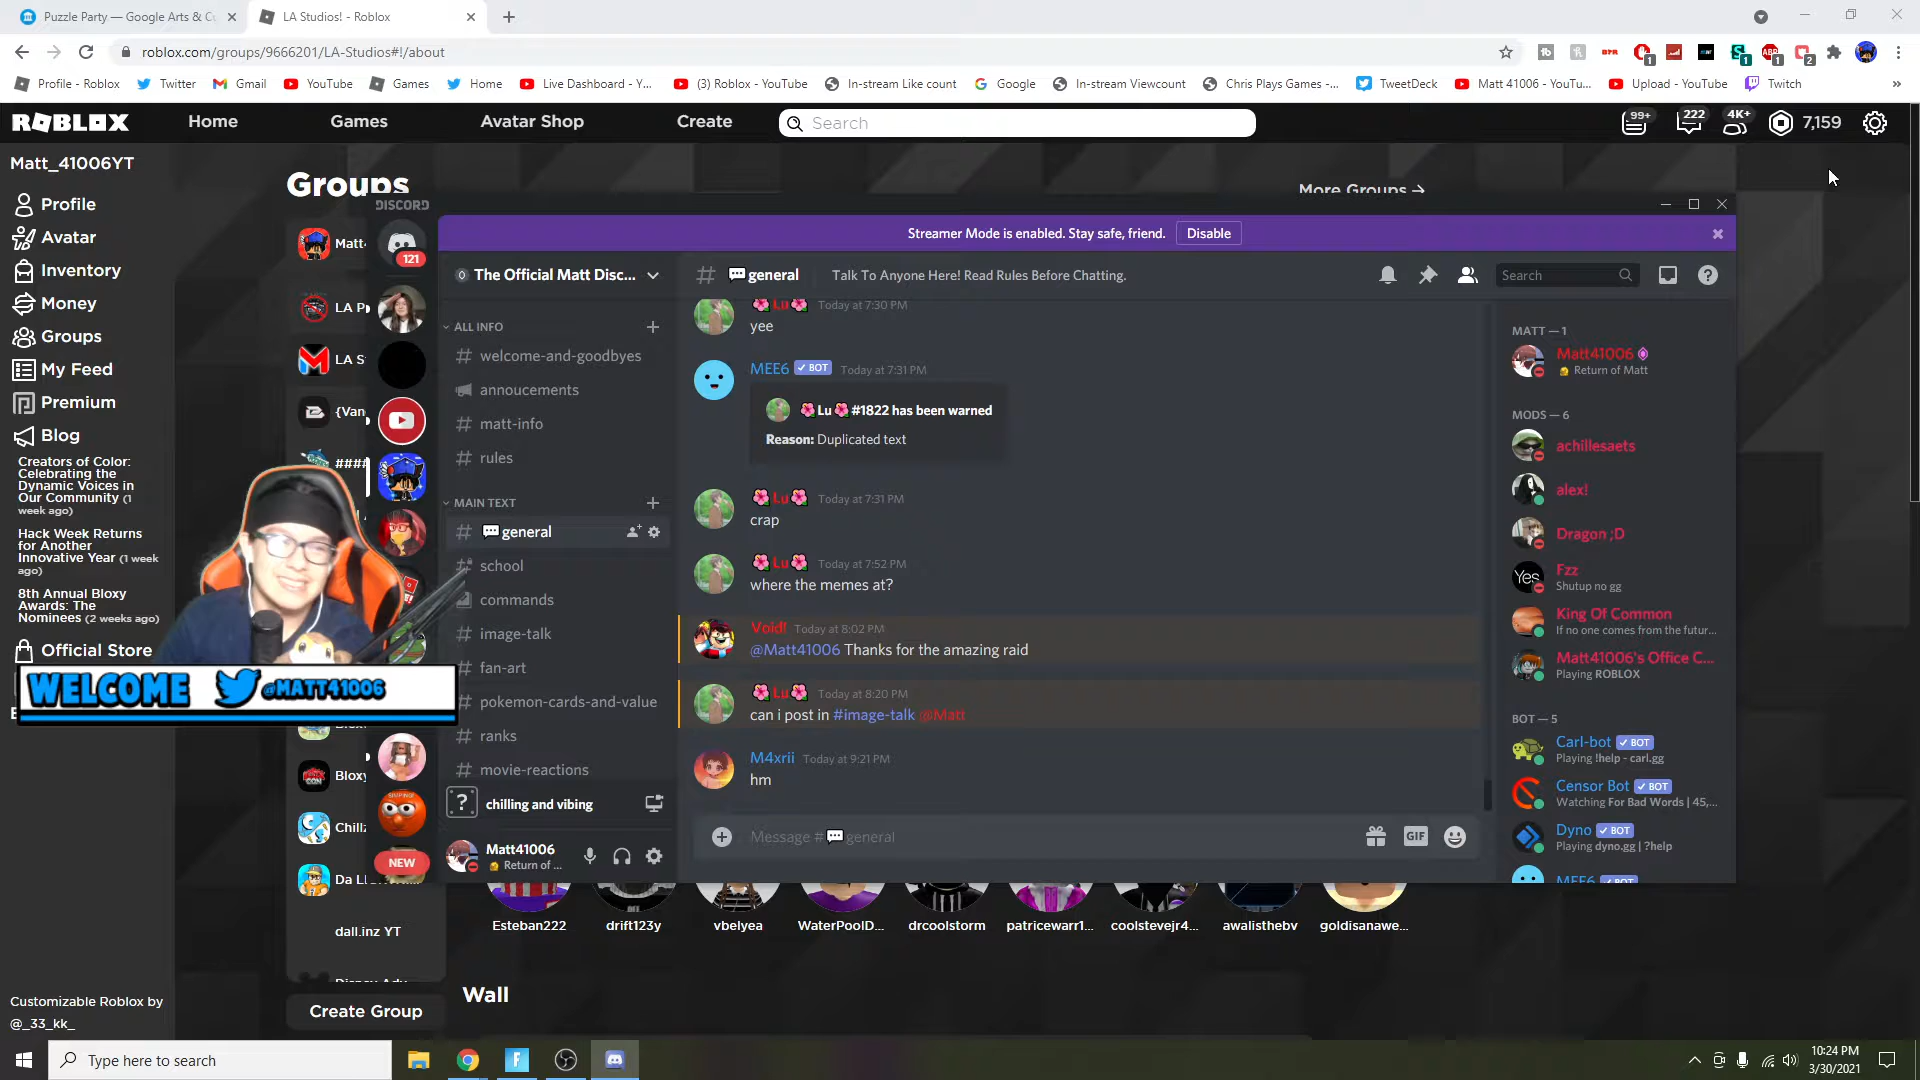 Puzzle Party — Google Arts & Cu
LA Studios! - Roblox
roblox.com/groups/9666201/LA-Studios#!/about
Profile - Roblox
Twitter
Gmail
YouTube
Games
Home
Live Dashboard - Y...
(3) Roblox - YouTube
In-stream Like count
Google
In-stream Viewcount
Chris Plays Games -...
TweetDeck
Matt 41006 - YouTu...
Upload - YouTube
Twitch
ROBLOX
Home
Games
Avatar Shop
Create
Search
99+
222
4K+
7,159
Matt_41006YT
Profile
Avatar
Inventory
Money
Groups
My Feed
Premium
Blog
Creators of Color:
Celebrating the
Dynamic Voices in
Our Community (1
week ago)
Hack Week Returns
for Another
Innovative Year (1 week
ago)
8th Annual Bloxy
Awards: The
Nominees (2 weeks ago)
Official Store
Customizable Roblox by
@_33_kk_
WELCOME @MATT41006
Groups
More Groups →
Matt
LA P
LA S
{Van
####
Bloxy
Chillz
Da L
dall.inz YT
Create Group
DISCORD
121
NEW
Streamer Mode is enabled. Stay safe, friend.
Disable
The Official Matt Disc...
ALL INFO
welcome-and-goodbyes
annoucements
matt-info
rules
MAIN TEXT
general
school
commands
image-talk
fan-art
pokemon-cards-and-value
ranks
movie-reactions
chilling and vibing
Matt41006
Return of ...
general
Talk To Anyone Here! Read Rules Before Chatting.
Search
Lu Today at 7:30 PM
yee
MEE6 BOT Today at 7:31 PM
Lu #1822 has been warned
Reason: Duplicated text
Lu Today at 7:31 PM
crap
Lu Today at 7:52 PM
where the memes at?
Void! Today at 8:02 PM
@Matt41006 Thanks for the amazing raid
Lu Today at 8:20 PM
can i post in #image-talk @Matt
M4xrii Today at 9:21 PM
hm
Message # general
GIF
MATT — 1
Matt41006
Return of Matt
MODS — 6
achillesaets
alex!
Dragon ;D
Yes
Fzz
Shutup no gg
King Of Common
If no one comes from the futur...
Matt41006's Office C...
Playing ROBLOX
BOT — 5
Carl-bot BOT
Playing !help - carl.gg
Censor Bot BOT
Watching For Bad Words | 45,...
Dyno BOT
Playing dyno.gg | ?help
MEE6 BOT
Esteban222
drift123y
vbelyea
WaterPoolD...
drcoolstorm
patricewarr1...
coolstevejr4...
awalisthebv
goldisanawe...
Wall
Type here to search
10:24 PM
3/30/2021